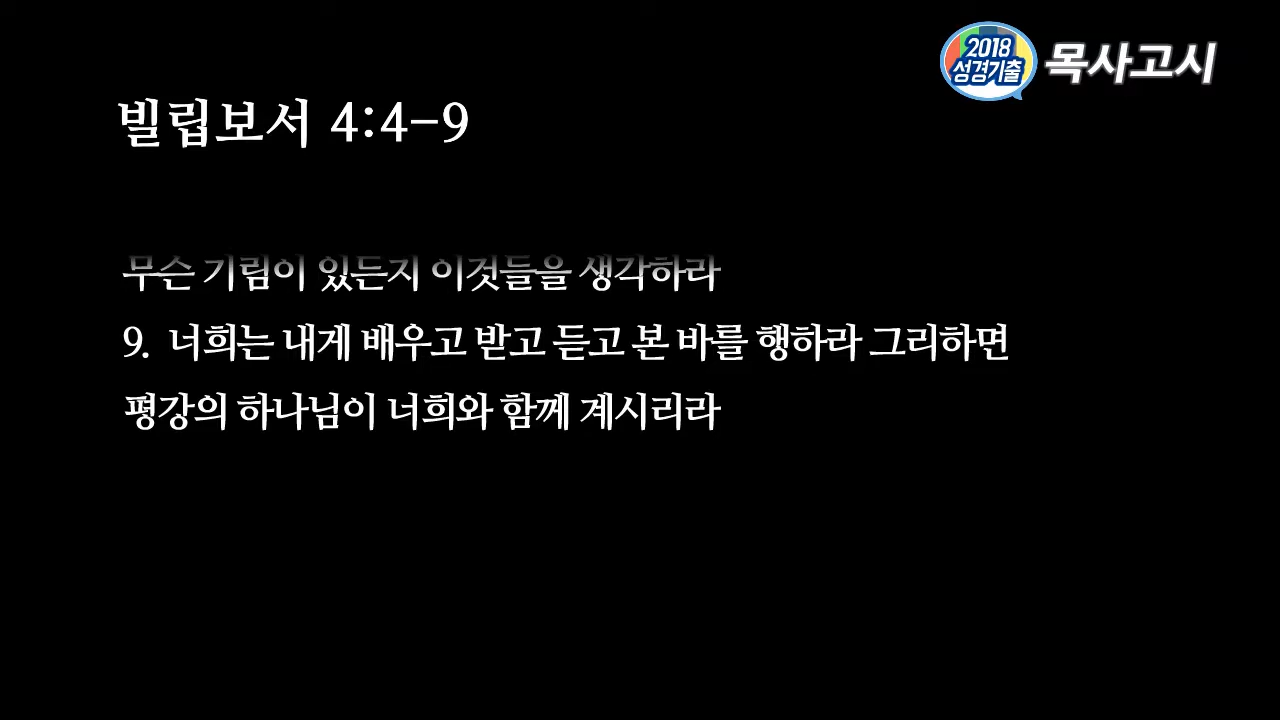 2018
성경기출
목사고시
빌립보서 4:4-9
무슨 기림이 있든지 이것들을 생각하라
9. 너희는 내게 배우고 받고 듣고 본 바를 행하라 그리하면
평강의 하나님이 너희와 함께 계시리라